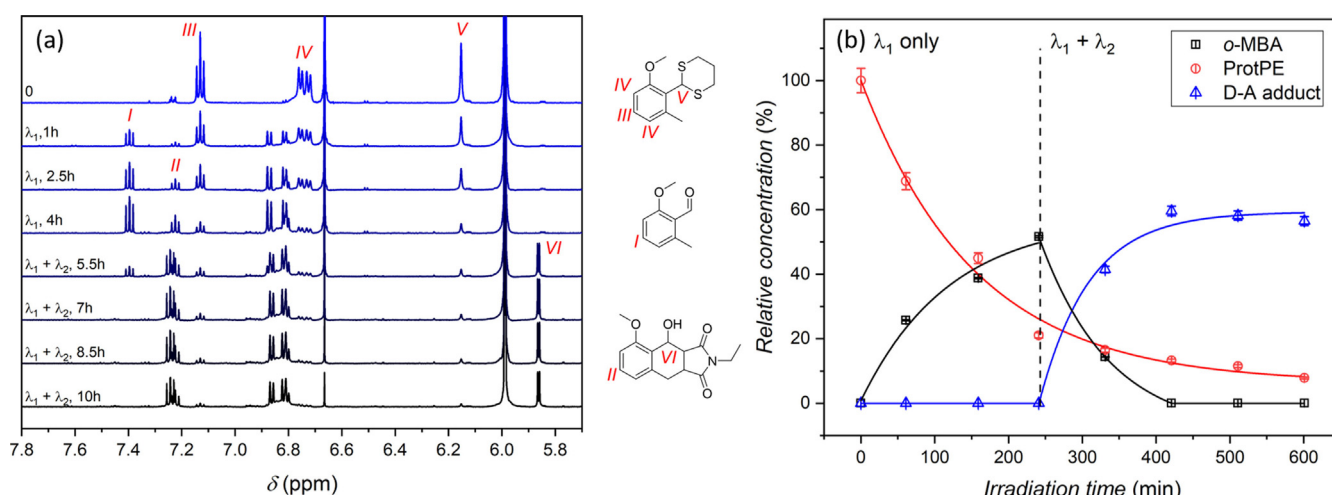 (a)
III
IV
V
0
I
λ1, 1h
II
λ1, 2.5h
λ1, 4h
VI
λ1 + λ2, 5.5h
λ1 + λ2, 7h
λ1 + λ2, 8.5h
λ1 + λ2, 10h
7.8 7.6 7.4 7.2 7.0 6.8 6.6 6.4 6.2 6.0 5.8
δ (ppm)
O
S
IV
S
V
III
IV
O
O
I
O
OH
O
VI
N
II
O
(b)
λ1 only
λ1 + λ2
o-MBA
ProtPE
D-A adduct
Relative concentration (%)
100
80
60
40
20
0
0 100 200 300 400 500 600
Irradiation time (min)